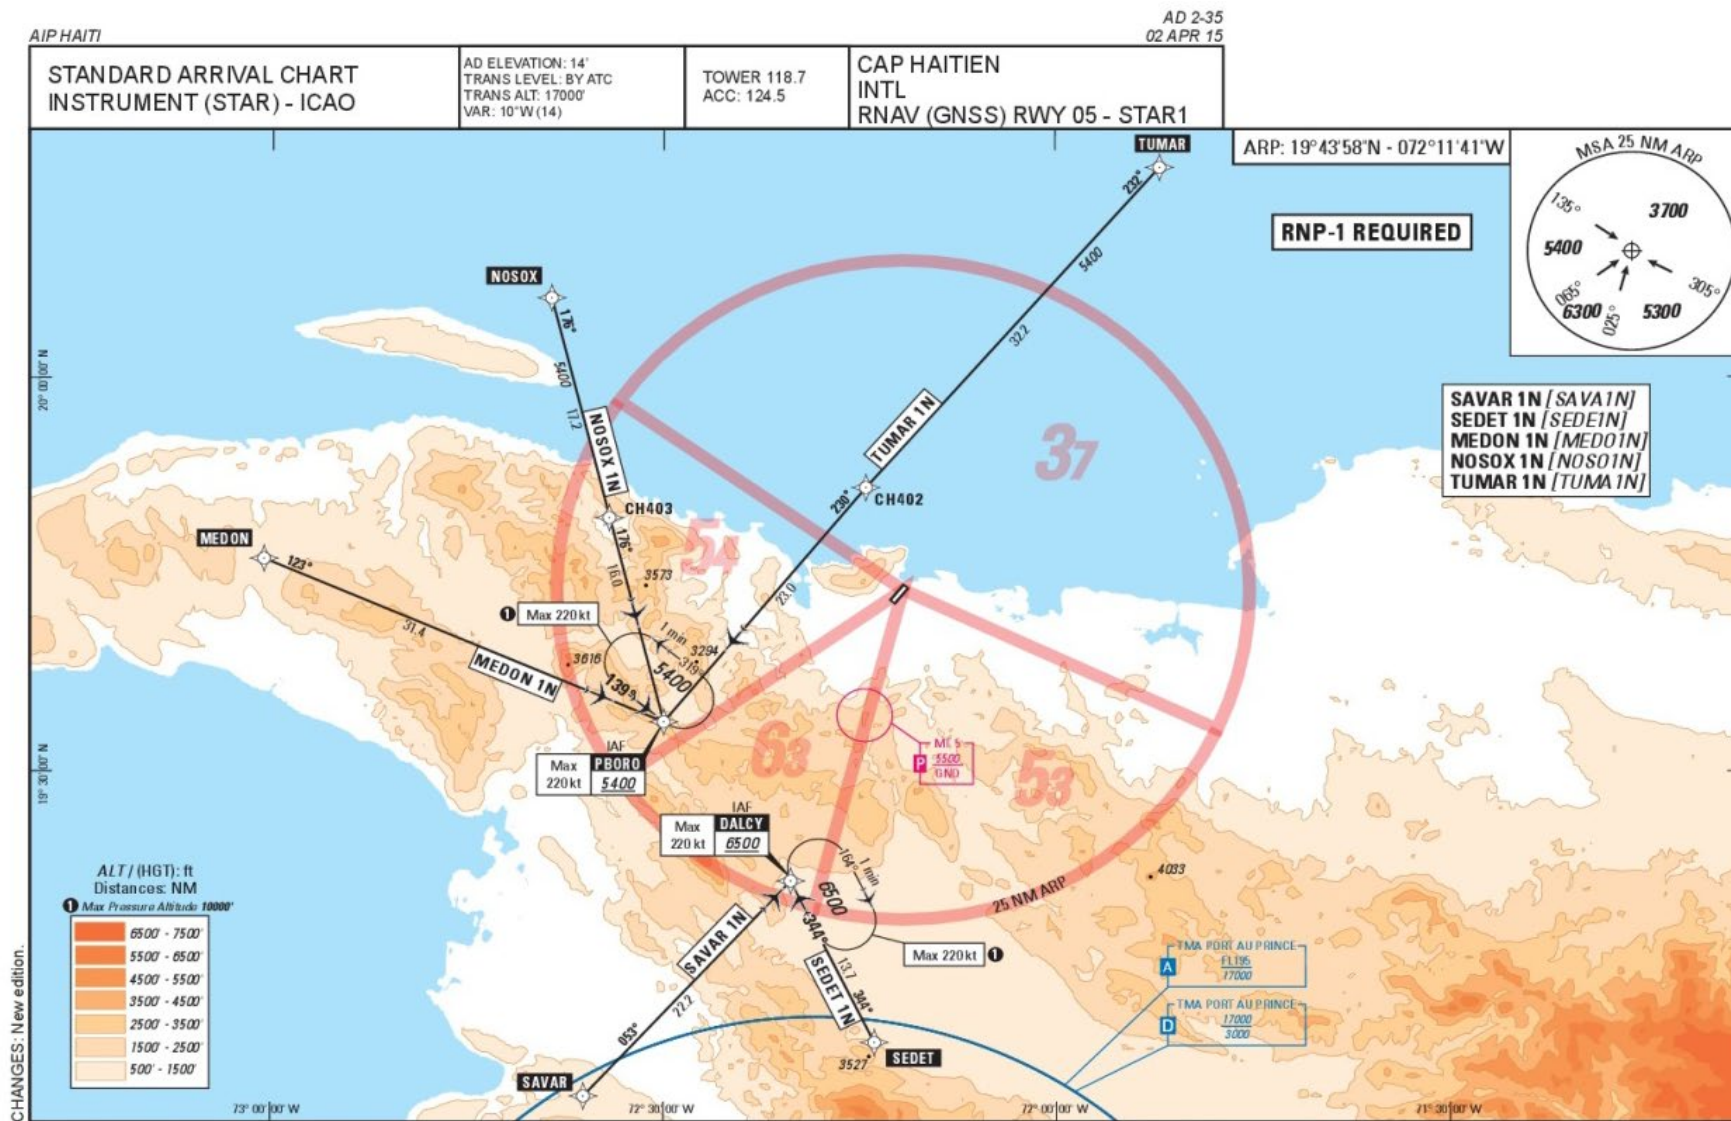 AIP HAITI
AD 2-35
02 APR 15
STANDARD ARRIVAL CHART
INSTRUMENT (STAR) - ICAO
AD ELEVATION: 14'
TRANS LEVEL: BY ATC
TRANS ALT: 17000'
VAR: 10°W (14)
TOWER 118.7
ACC: 124.5
CAP HAITIEN
INTL
RNAV (GNSS) RWY 05 - STAR1
ARP: 19°43'58"N - 072°11'41"W
MSA 25 NM ARP
135°
3700
5400
305°
065°
6300
025°
5300
RNP-1 REQUIRED
SAVAR 1N [SAVA1N]
SEDET 1N [SEDE1N]
MEDON 1N [MEDO1N]
NOSOX 1N [NOSO1N]
TUMAR 1N [TUMA1N]
TUMAR
232°
5400
32.2
TUMAR 1N
230°
CH402
23.0
NOSOX
176°
5400
17.2
NOSOX 1N
CH403
176°
16.0
3573
20° 00'00" N
37
54
MEDON
123°
31.4
MEDON 1N
1 Max 220 kt
1 min
319°
3294
3616
5400
139°
IAF
Max
220 kt
PBORO
5400
63
53
P
5500
GND
19° 30'00" N
IAF
Max
220 kt
DALCY
6500
164°
1 min
6500
4033
25 NM ARP
Max 220 kt 1
344°
SEDET 1N
13.7
344°
SEDET
3527
SAVAR 1N
22.2
053°
SAVAR
TMA PORT AU PRINCE
A
FL195
17000
TMA PORT AU PRINCE
D
17000
3000
ALT / (HGT): ft
Distances: NM
1 Max Pressure Altitude 10000'
6500' - 7500'
5500' - 6500'
4500' - 5500'
3500' - 4500'
2500' - 3500'
1500' - 2500'
500' - 1500'
CHANGES: New edition.
73° 00'00" W
72° 30'00" W
72° 00'00" W
71° 30'00" W